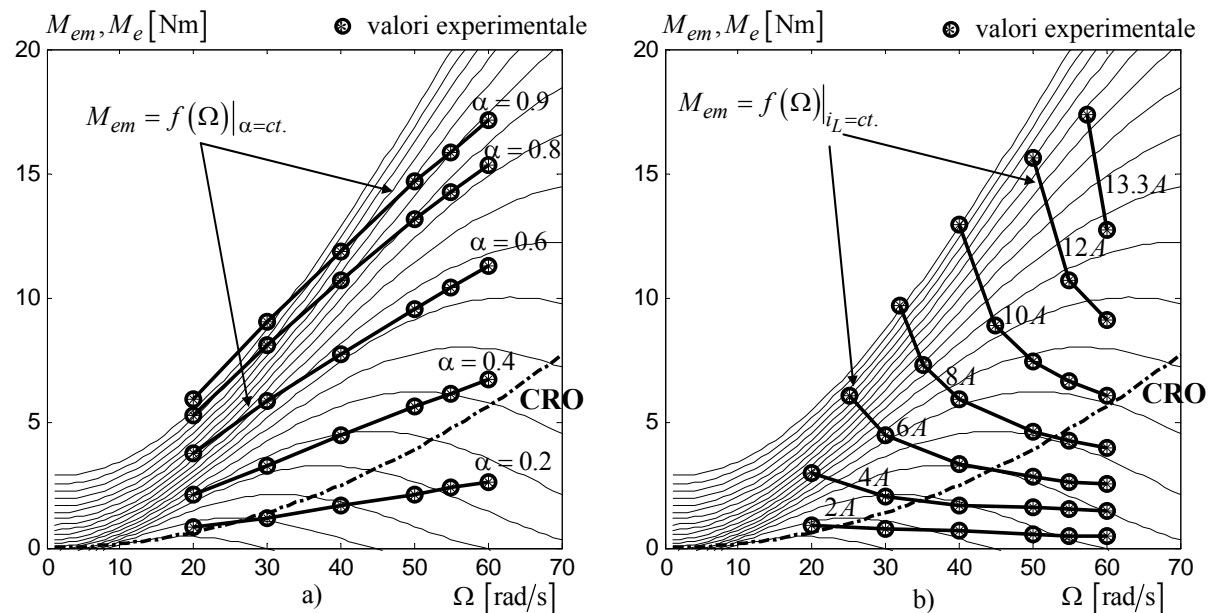 M_em, M_e [Nm]
valori experimentale
20
15
10
5
0
M_em = f(Ω)|α=ct.
α = 0.9
α = 0.8
α = 0.6
α = 0.4
α = 0.2
CRO
0 10 20 30 40 50 60 70
a)
Ω [rad/s]
M_em, M_e [Nm]
valori experimentale
20
15
10
5
0
M_em = f(Ω)|i_L=ct.
13.3A
12A
10A
8A
6A
4A
2A
CRO
0 10 20 30 40 50 60 70
b)
Ω [rad/s]